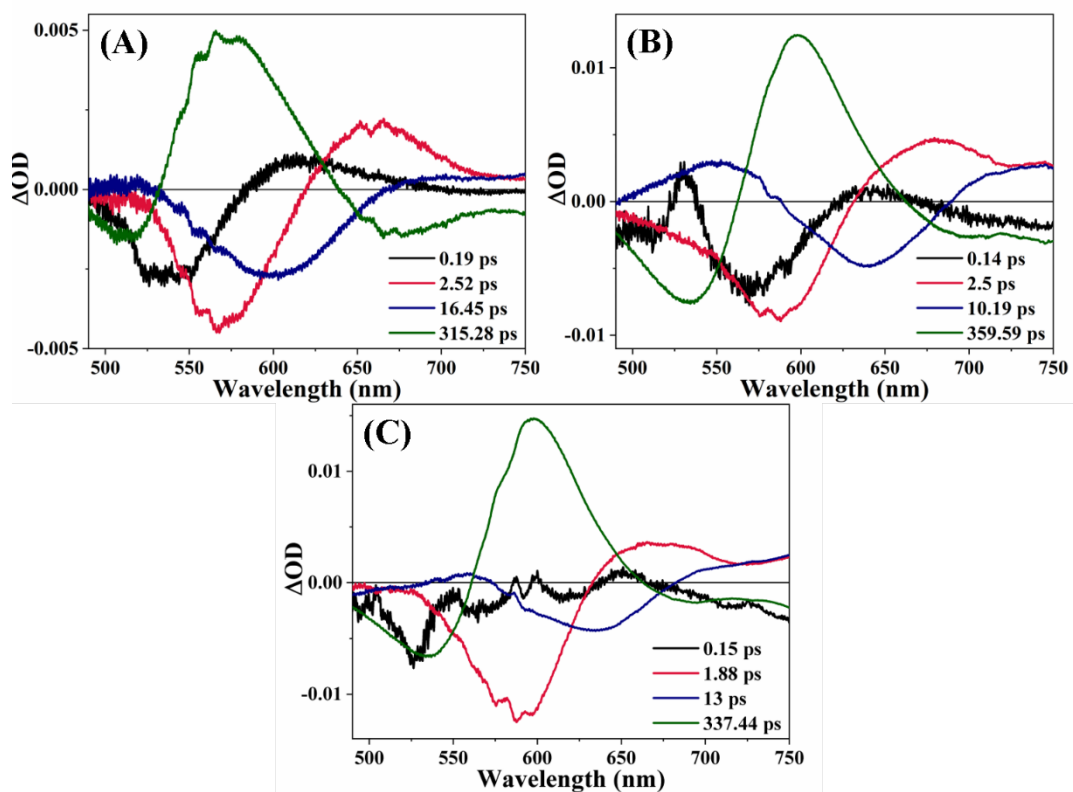 (A)
ΔOD
0.005
0.000
-0.005
0.19 ps
2.52 ps
16.45 ps
315.28 ps
500 550 600 650 700 750
Wavelength (nm)
(B)
ΔOD
0.01
0.00
-0.01
0.14 ps
2.5 ps
10.19 ps
359.59 ps
500 550 600 650 700 750
Wavelength (nm)
(C)
ΔOD
0.01
0.00
-0.01
0.15 ps
1.88 ps
13 ps
337.44 ps
500 550 600 650 700 750
Wavelength (nm)